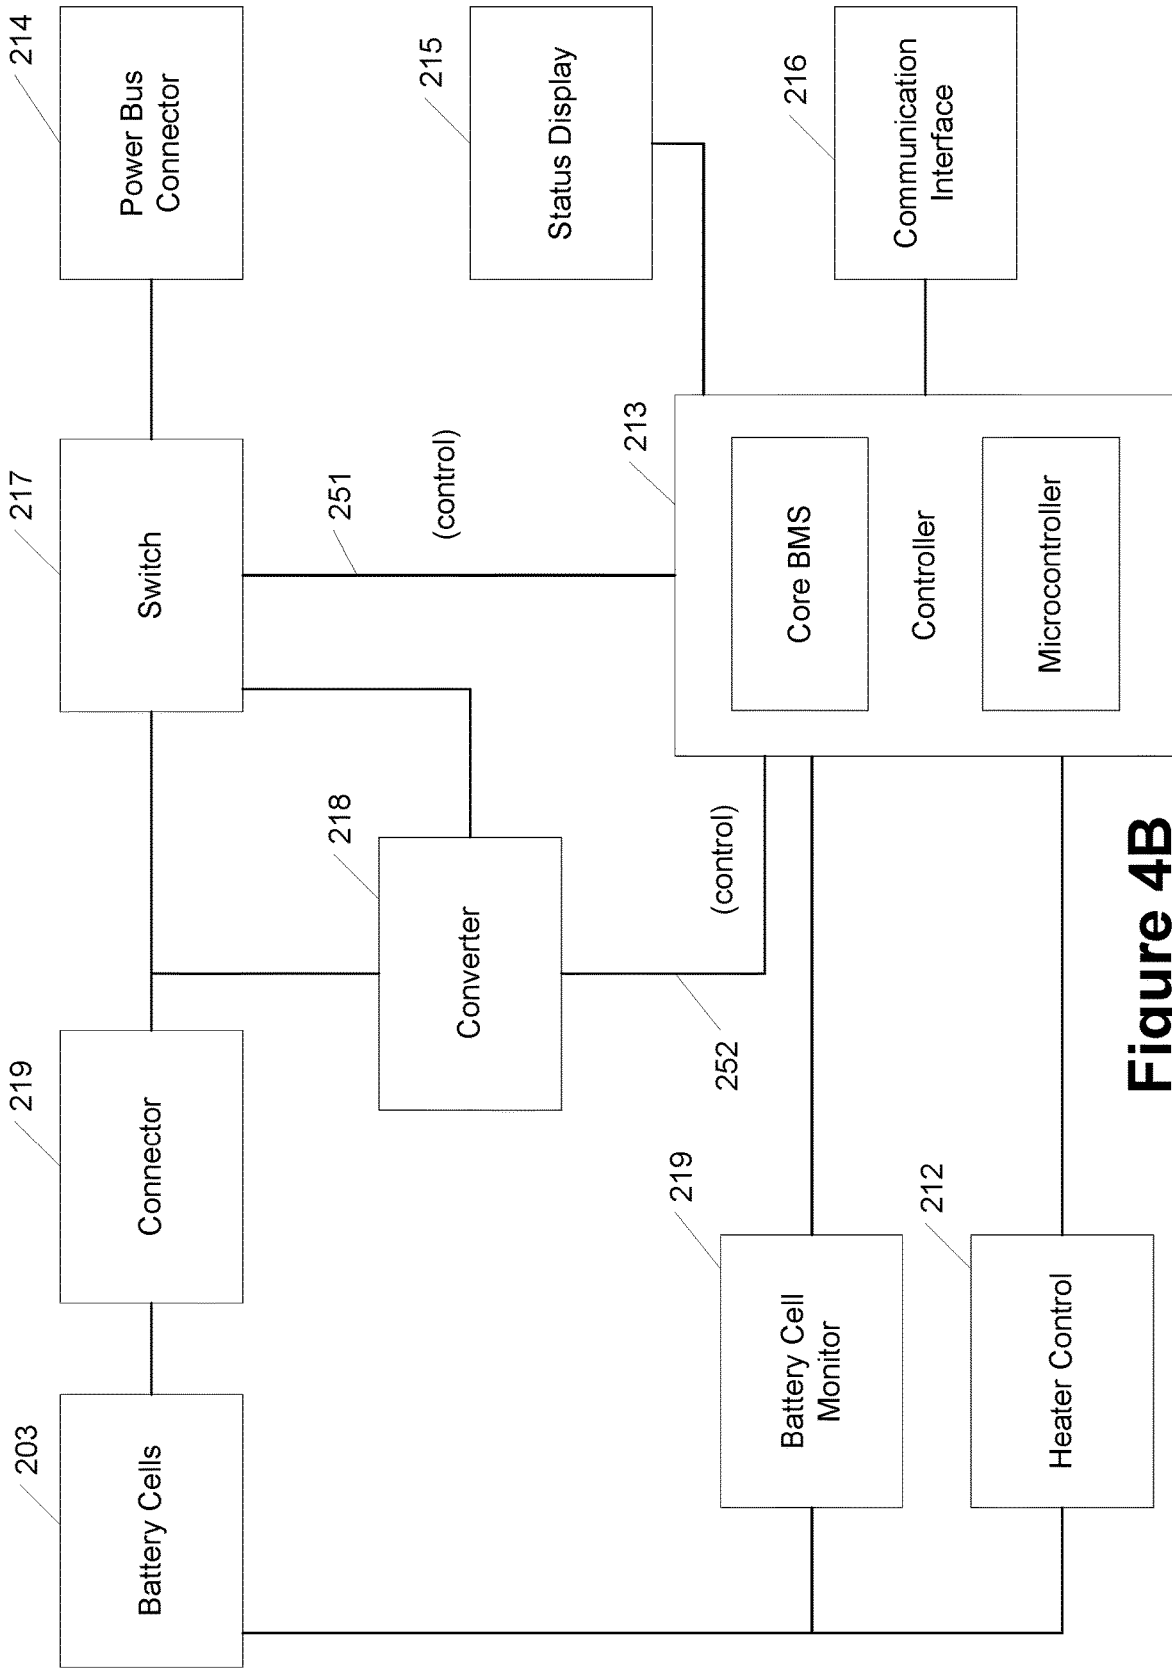 203
219
217
214
Battery Cells
Connector
Switch
Power Bus
Connector
218
251
215
Converter
(control)
Status Display
252
(control)
213
216
219
Battery Cell
Monitor
Core BMS
Controller
Microcontroller
Communication
Interface
212
Heater Control
Figure 4B